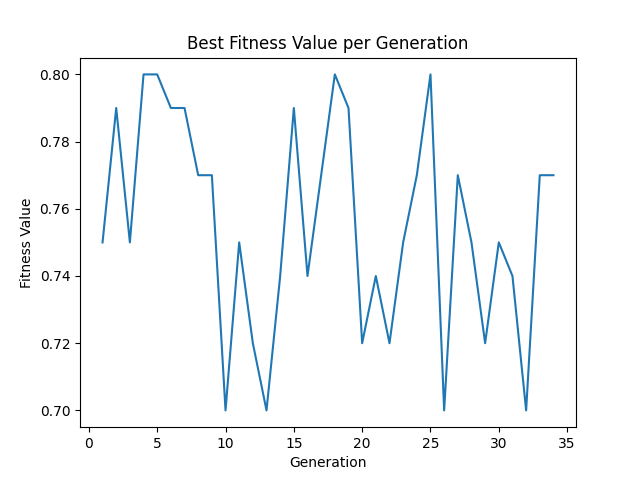 Best Fitness Value per Generation
0.80
0.78
0.76
0.74
0.72
0.70
Fitness Value
0 5 10 15 20 25 30 35
Generation